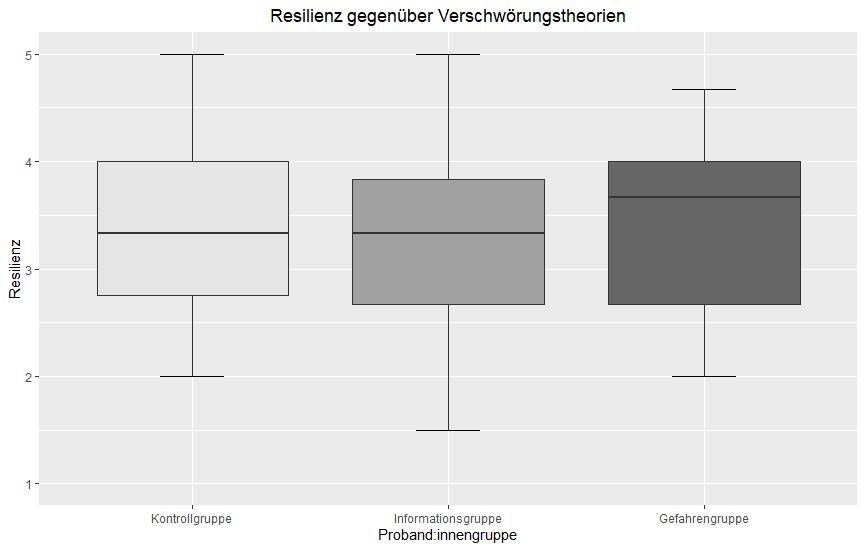 Resilienz gegenüber Verschwörungstheorien
Resilienz
5
4
3
2
1
Kontrollgruppe
Informationsgruppe
Gefahrengruppe
Proband:innengruppe